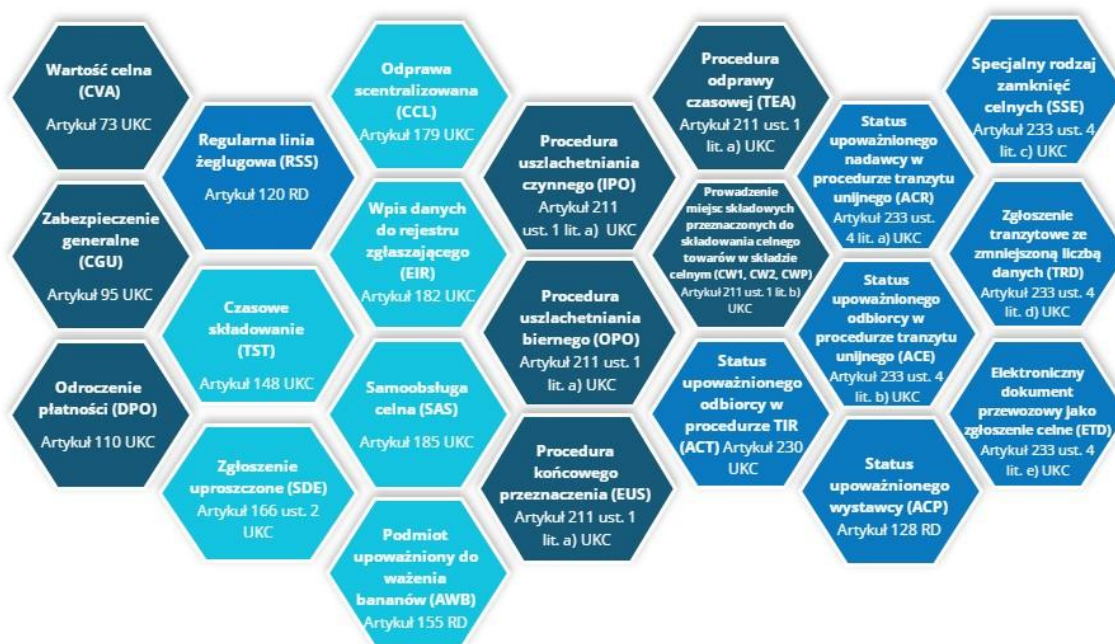 Wartość celna
(CVA)
Artykuł 73 UKC
Zabezpieczenie
generalne
(CGU)
Artykuł 95 UKC
Odroczenie
płatności (DPO)
Artykuł 110 UKC
Regularna linia
żeglugowa (RSS)
Artykuł 120 RD
Czasowe
składowanie
(TST)
Artykuł 148 UKC
Zgłoszenie
uproszczone (SDE)
Artykuł 166 ust. 2
UKC
Odprawa
scentralizowana
(CCL)
Artykuł 179 UKC
Wpis danych
do rejestru
zgłaszającego
(EIR)
Artykuł 182 UKC
Samoobsługa
celna (SAS)
Artykuł 185 UKC
Podmiot
upoważniony do
ważenia
bananów (AWB)
Artykuł 155 RD
Procedura
uszlachetniania
czynnego (IPO)
Artykuł 211
ust. 1 lit. a) UKC
Procedura
uszlachetniania
biernego (OPO)
Artykuł 211 ust. 1
lit. a) UKC
Procedura
końcowego
przeznaczenia (EUS)
Artykuł 211 ust. 1
lit. a) UKC
Procedura
odprawy
czasowej (TEA)
Artykuł 211 ust. 1
lit. a) UKC
Prowadzenie
miejsc składowych
przeznaczonych do
składowania celnego
towarów w składzie
celnym (CW1, CW2, CWP)
Artykuł 211 ust. 1 lit. b)
UKC
Status
upoważnionego
odbiorcy w
procedurze TIR
(ACT) Artykuł 230
UKC
Status
upoważnionego
nadawcy w
procedurze tranzytu
unijnego (ACR)
Artykuł 233 ust.
4 lit. a) UKC
Status
upoważnionego
odbiorcy w
procedurze tranzytu
unijnego (ACE)
Artykuł 233 ust. 4
lit. b) UKC
Status
upoważnionego
wystawcy (ACP)
Artykuł 128 RD
Specjalny rodzaj
zamknięć
celnych (SSE)
Artykuł 233 ust. 4
lit. c) UKC
Zgłoszenie
tranzytowe ze
zmniejszoną liczbą
danych (TRD)
Artykuł 233 ust. 4
lit. d) UKC
Elektroniczny
dokument
przewozowy jako
zgłoszenie celne (ETD)
Artykuł 233 ust. 4
lit. e) UKC